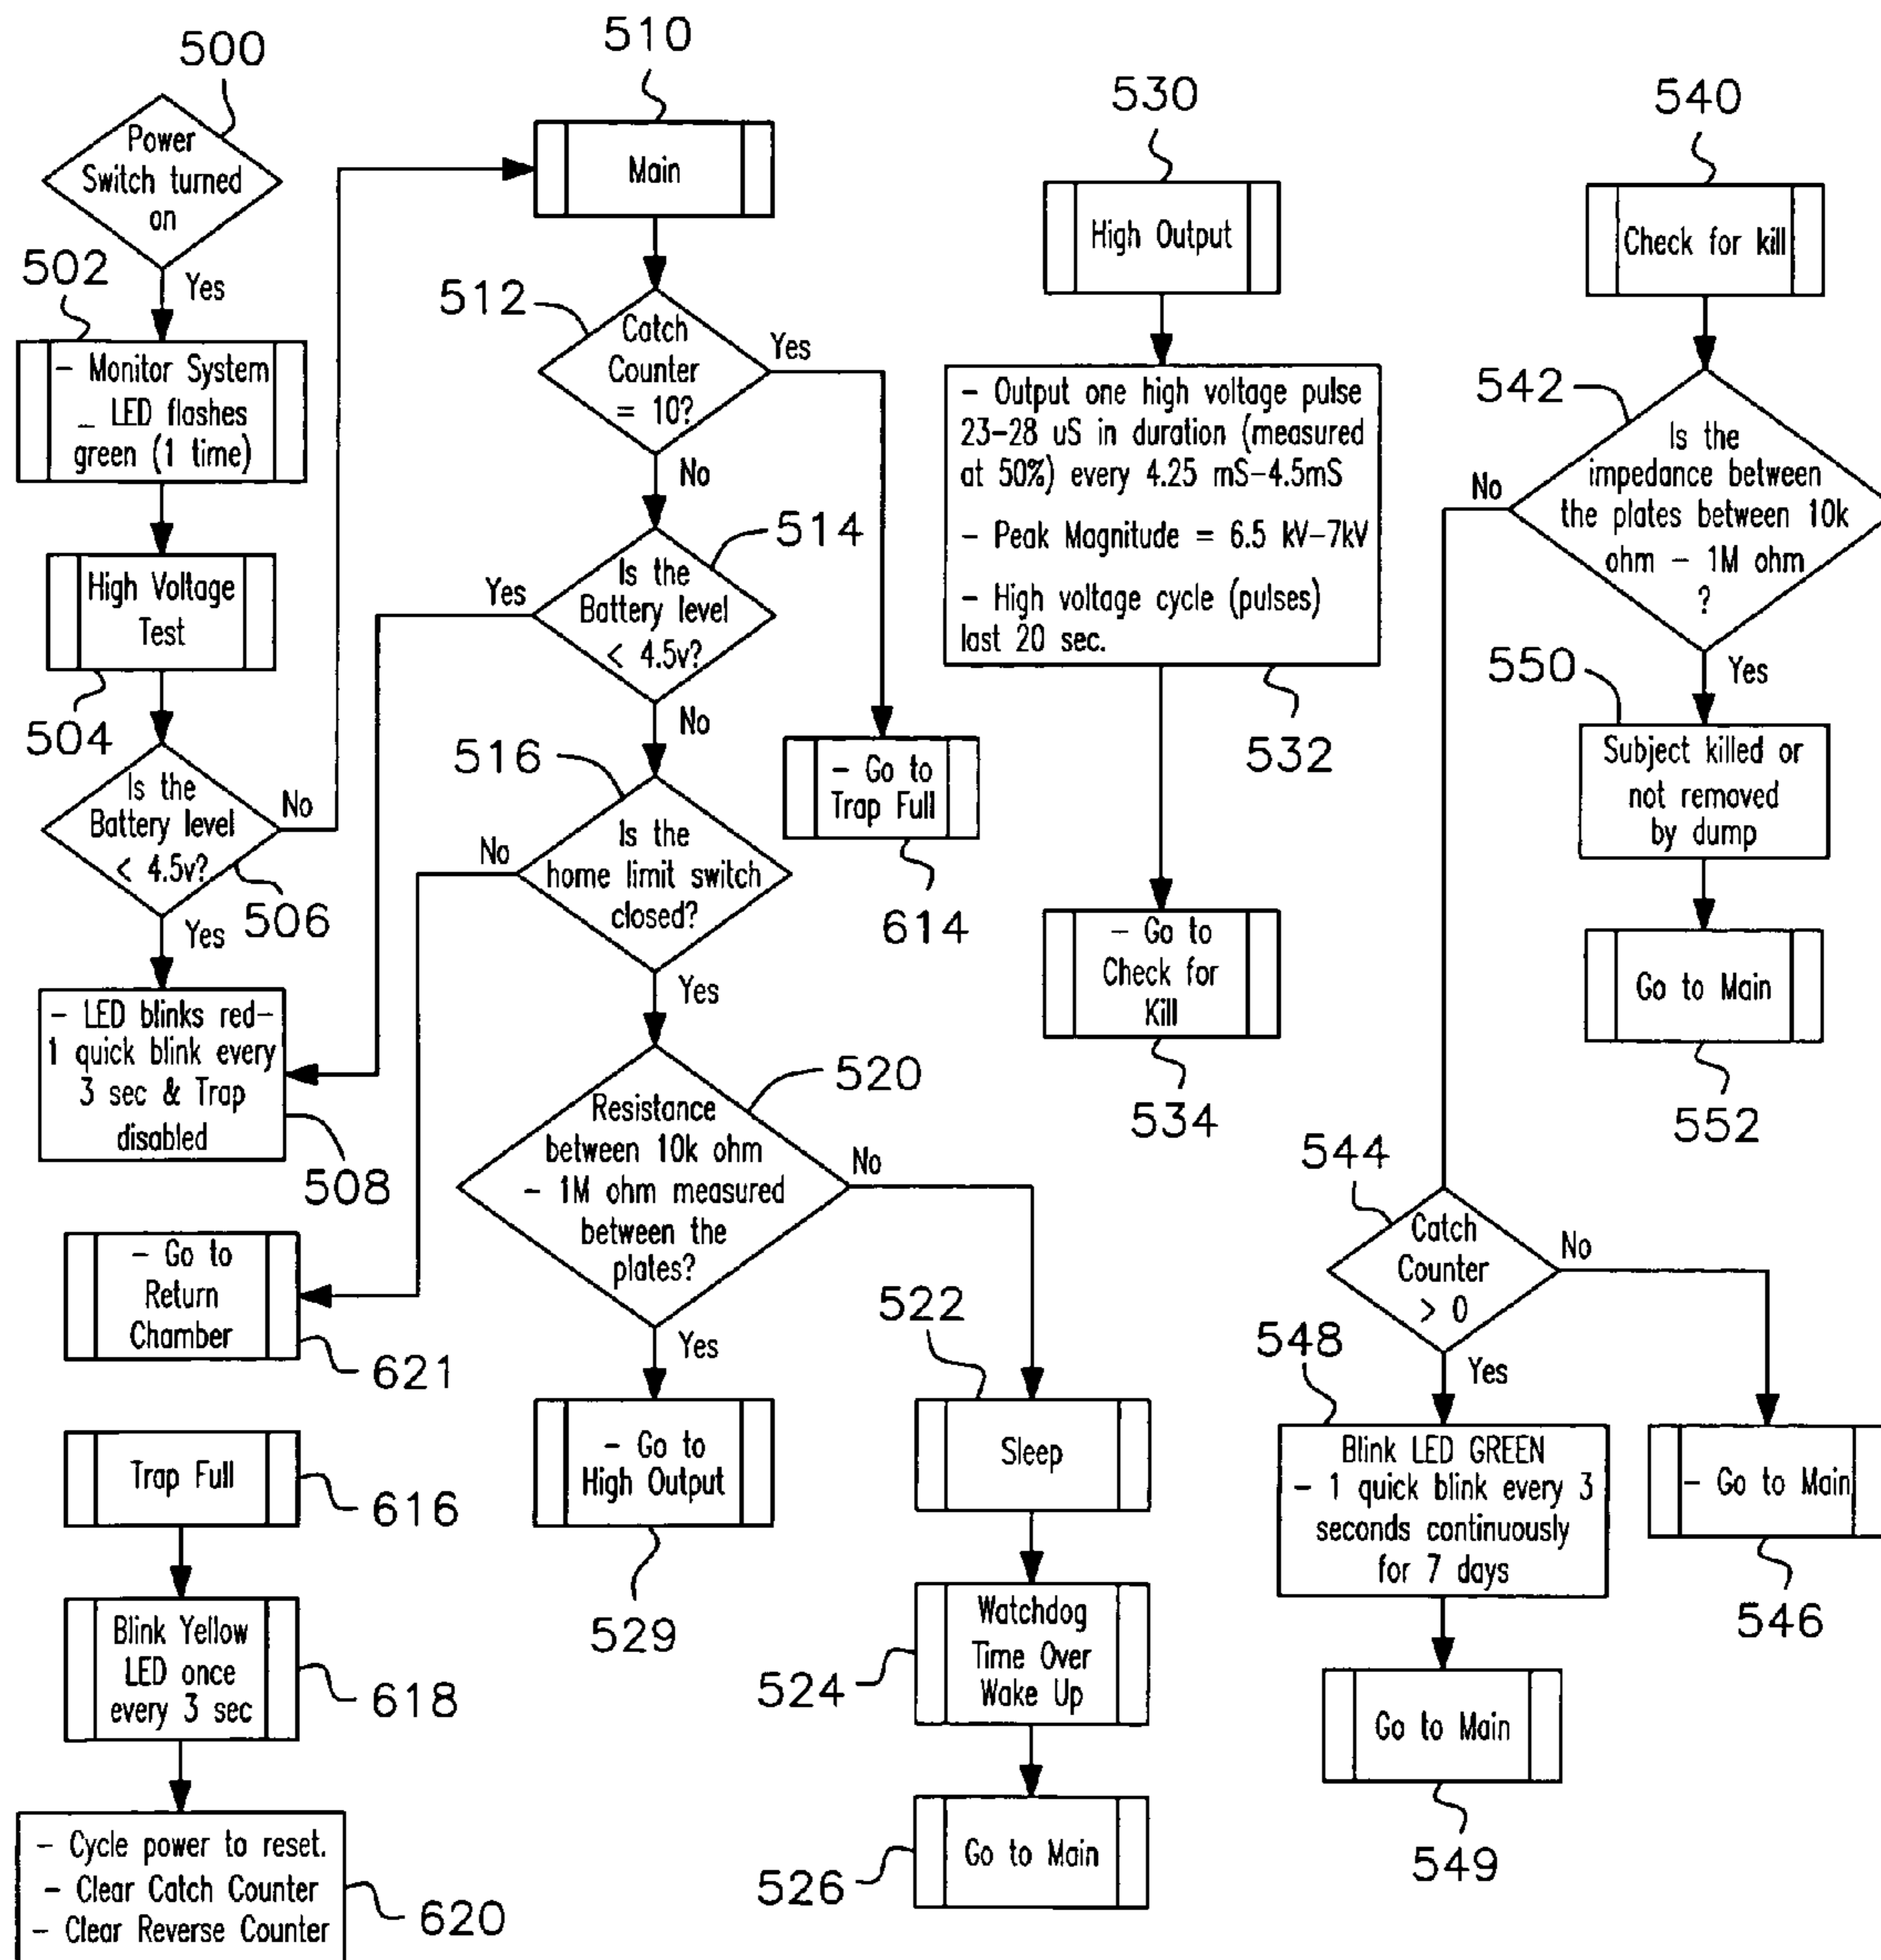 500
Power
Switch turned
on
Yes
502
– Monitor System
_ LED flashes
green (1 time)
High Voltage
Test
504
Is the
Battery level
< 4.5v?
No
506
Yes
– LED blinks red–
1 quick blink every
3 sec & Trap
disabled
508
– Go to
Return
Chamber
621
Trap Full
616
Blink Yellow
LED once
every 3 sec
618
– Cycle power to reset.
– Clear Catch Counter
– Clear Reverse Counter
620
510
Main
512
Catch
Counter
= 10?
Yes
No
514
Is the
Battery level
< 4.5v?
Yes
No
– Go to
Trap Full
614
516
Is the
home limit switch
closed?
No
Yes
520
Resistance
between 10k ohm
– 1M ohm measured
between the
plates?
No
Yes
– Go to
High Output
529
522
Sleep
Watchdog
Time Over
Wake Up
524
Go to Main
526
530
High Output
– Output one high voltage pulse
23–28 uS in duration (measured
at 50%) every 4.25 mS–4.5mS
– Peak Magnitude = 6.5 kV–7kV
– High voltage cycle (pulses)
last 20 sec.
532
– Go to
Check for
Kill
534
540
Check for kill
542
Is the
impedance between
the plates between 10k
ohm – 1M ohm
?
No
Yes
550
Subject killed or
not removed
by dump
Go to Main
552
544
Catch
Counter
> 0
No
Yes
548
Blink LED GREEN
– 1 quick blink every 3
seconds continuously
for 7 days
– Go to Main
546
Go to Main
549